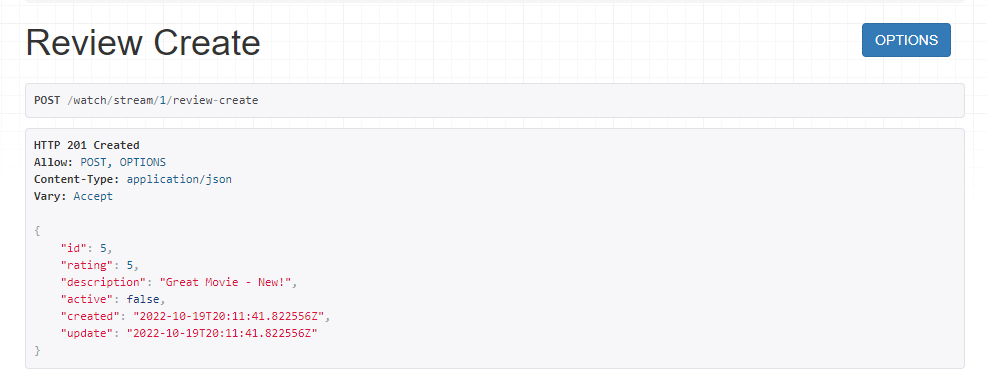 Review Create
OPTIONS
POST /watch/stream/1/review-create
HTTP 201 Created
Allow: POST, OPTIONS
Content-Type: application/json
Vary: Accept
{
    "id": 5,
    "rating": 5,
    "description": "Great Movie - New!",
    "active": false,
    "created": "2022-10-19T20:11:41.822556Z",
    "update": "2022-10-19T20:11:41.822556Z"
}